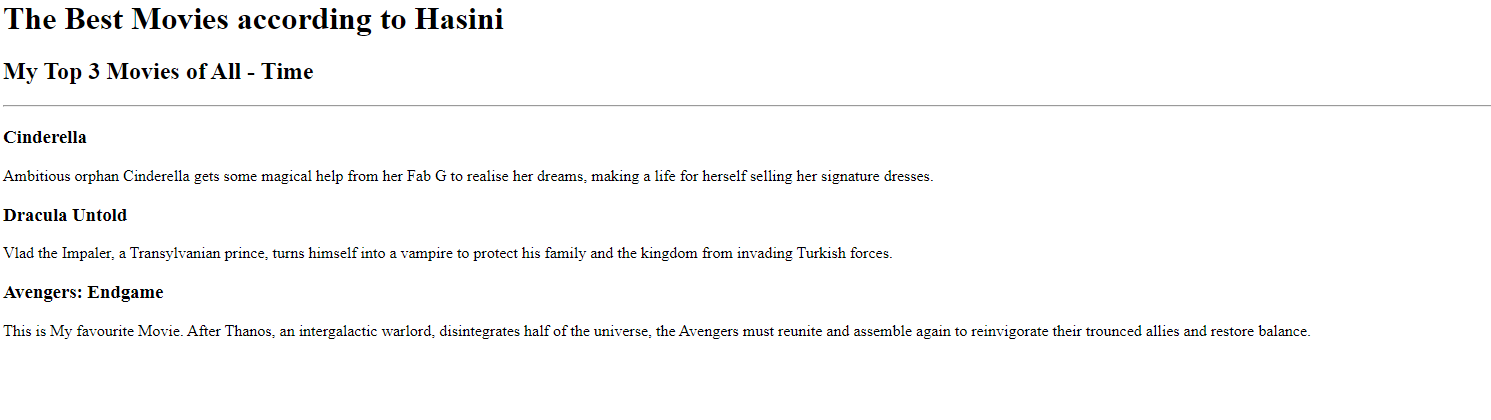 The Best Movies according to Hasini
My Top 3 Movies of All - Time
Cinderella
Ambitious orphan Cinderella gets some magical help from her Fab G to realise her dreams, making a life for herself selling her signature dresses.
Dracula Untold
Vlad the Impaler, a Transylvanian prince, turns himself into a vampire to protect his family and the kingdom from invading Turkish forces.
Avengers: Endgame
This is My favourite Movie. After Thanos, an intergalactic warlord, disintegrates half of the universe, the Avengers must reunite and assemble again to reinvigorate their trounced allies and restore balance.